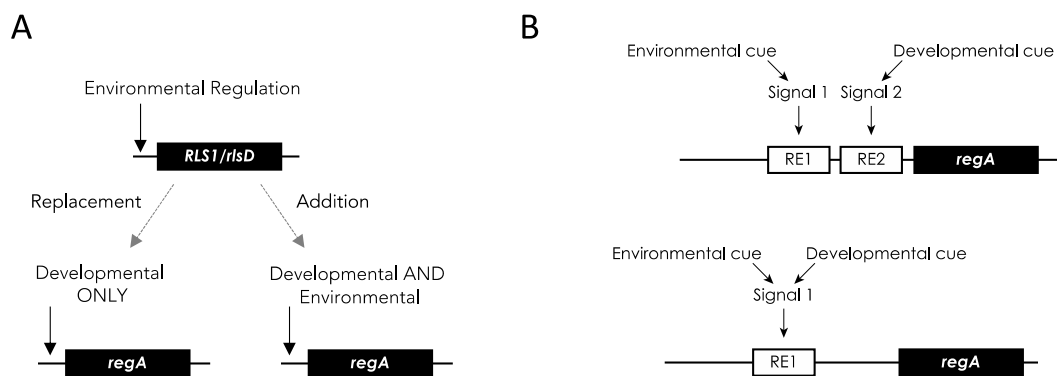 A
Environmental Regulation
RLS1/rlsD
Replacement
Addition
Developmental
ONLY
Developmental AND
Environmental
regA
regA
B
Environmental cue
Developmental cue
Signal 1
Signal 2
RE1
RE2
regA
Environmental cue
Developmental cue
Signal 1
RE1
regA